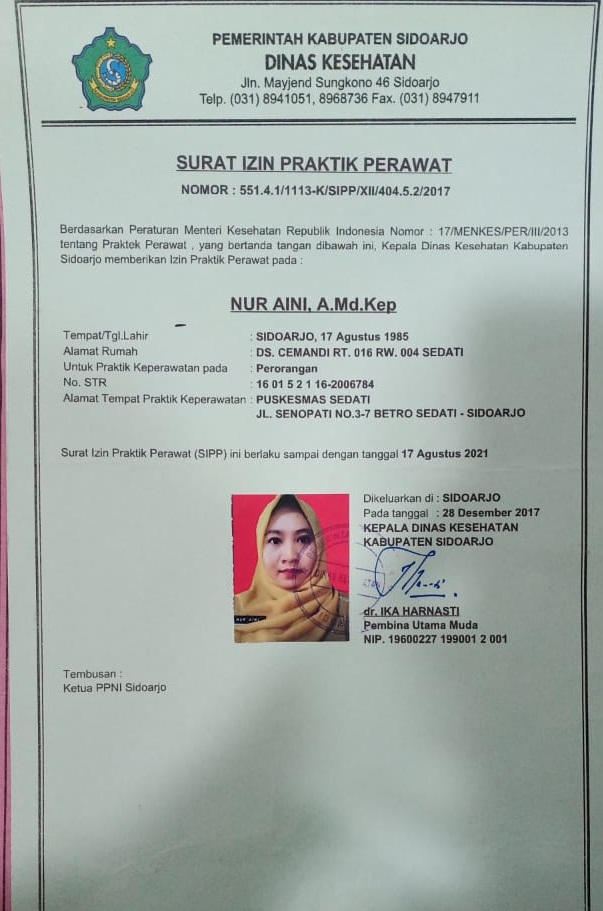 PEMERINTAH KABUPATEN SIDOARJO
DINAS KESEHATAN
Jln. Mayjend Sungkono 46 Sidoarjo
Telp. (031) 8941051, 8968736 Fax. (031) 8947911
SURAT IZIN PRAKTIK PERAWAT
NOMOR : 551.4.1/1113-K/SIPP/XII/404.5.2/2017
Berdasarkan Peraturan Menteri Kesehatan Republik Indonesia Nomor : 17/MENKES/PER/III/2013
tentang Praktek Perawat , yang bertanda tangan dibawah ini, Kepala Dinas Kesehatan Kabupaten
Sidoarjo memberikan Izin Praktik Perawat pada :
NUR AINI, A.Md.Kep
Tempat/Tgl.Lahir : SIDOARJO, 17 Agustus 1985
Alamat Rumah : DS. CEMANDI RT. 016 RW. 004 SEDATI
Untuk Praktik Keperawatan pada : Perorangan
No. STR : 16 01 5 2 1 16-2006784
Alamat Tempat Praktik Keperawatan : PUSKESMAS SEDATI
JL. SENOPATI NO.3-7 BETRO SEDATI - SIDOARJO
Surat Izin Praktik Perawat (SIPP) ini berlaku sampai dengan tanggal 17 Agustus 2021
Dikeluarkan di : SIDOARJO
Pada tanggal : 28 Desember 2017
KEPALA DINAS KESEHATAN
KABUPATEN SIDOARJO
NUR AINI
dr. IKA HARNASTI
Pembina Utama Muda
NIP. 19600227 199001 2 001
Tembusan :
Ketua PPNI Sidoarjo